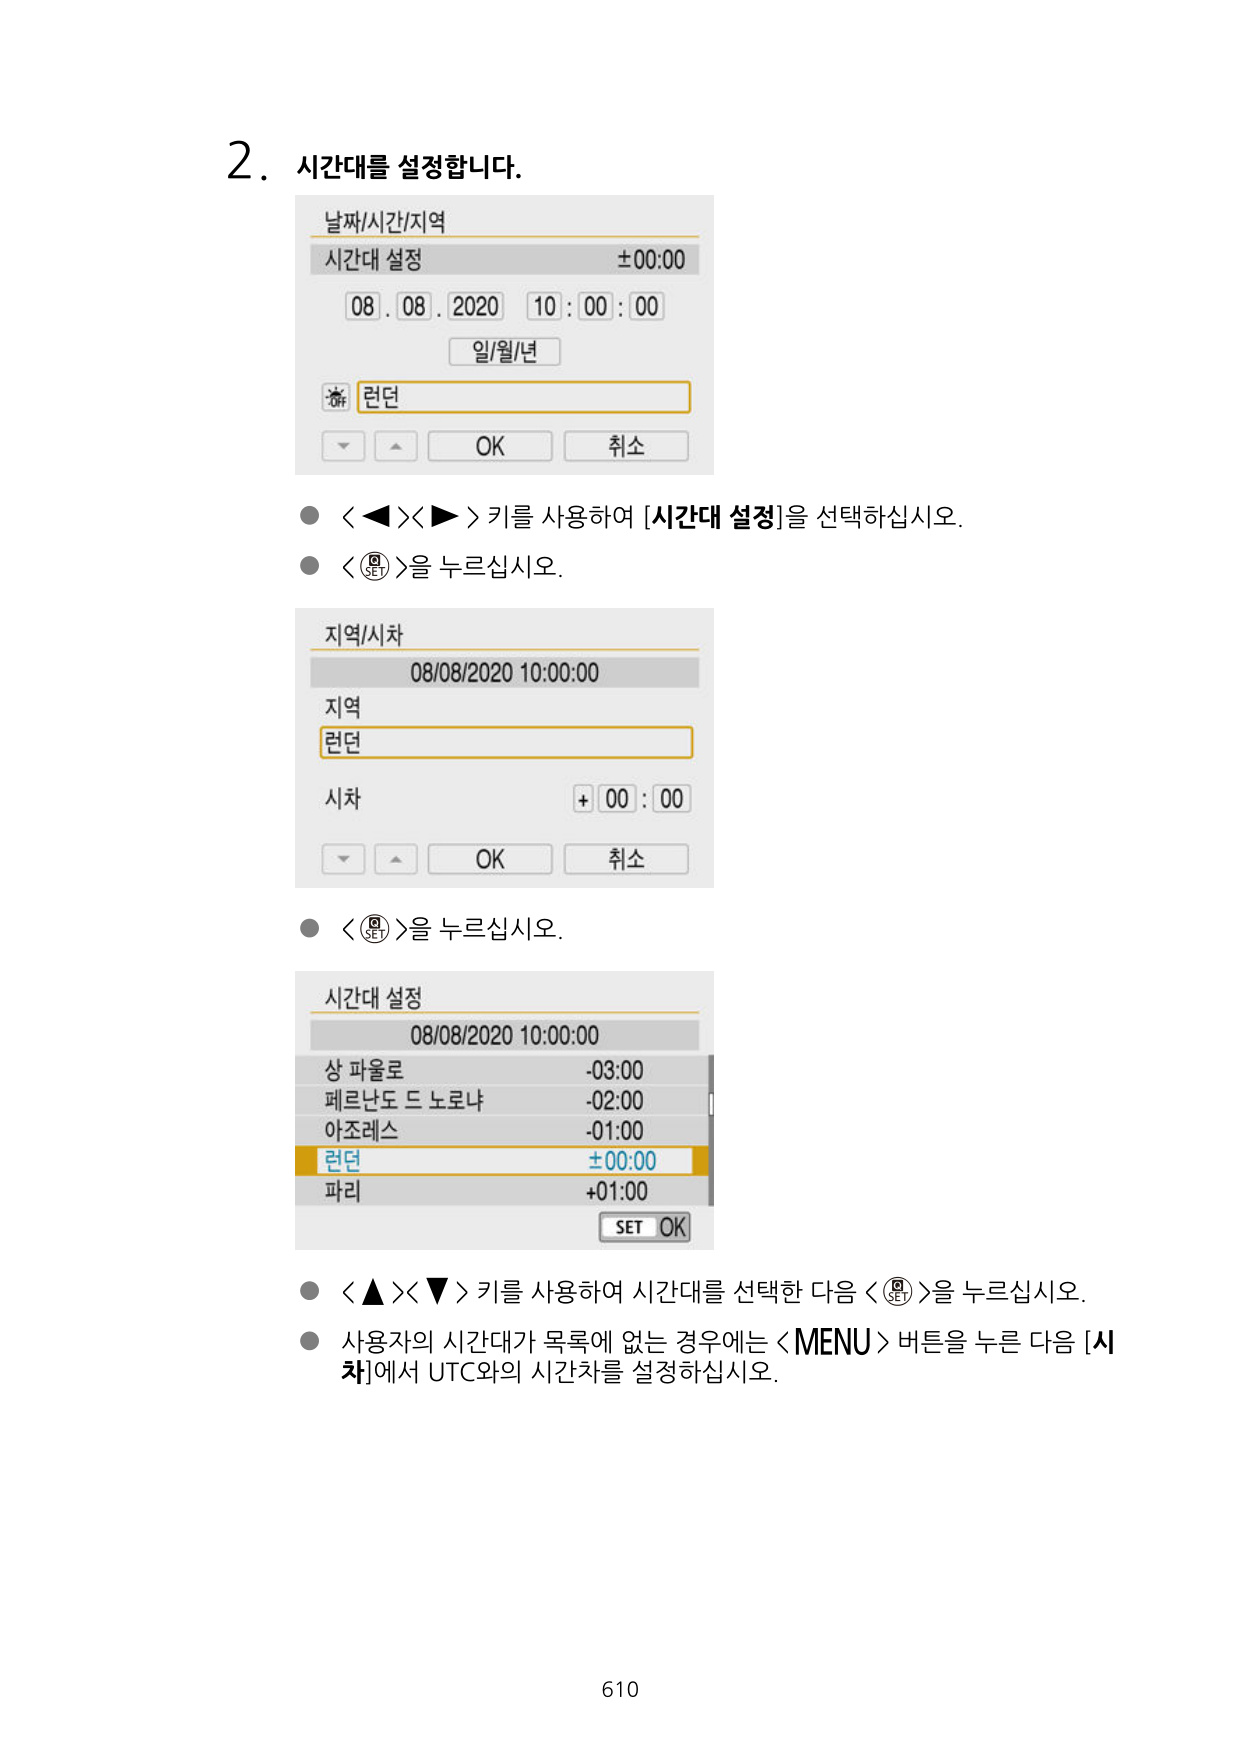 2. 시간대를 설정합니다.
날짜/시간/지역
시간대 설정 ±00:00
08 . 08 . 2020 10 : 00 : 00
일/월/년
OFF 런던
OK 취소
● <◀><▶> 키를 사용하여 [시간대 설정]을 선택하십시오.
● <Q SET>을 누르십시오.
지역/시차
08/08/2020 10:00:00
지역
런던
시차 + 00 : 00
OK 취소
● <Q SET>을 누르십시오.
시간대 설정
08/08/2020 10:00:00
상 파울로 -03:00
페르난도 드 노로냐 -02:00
아조레스 -01:00
런던 ±00:00
파리 +01:00
SET OK
● <▲><▼> 키를 사용하여 시간대를 선택한 다음 <Q SET>을 누르십시오.
● 사용자의 시간대가 목록에 없는 경우에는 <MENU> 버튼을 누른 다음 [시
차]에서 UTC와의 시간차를 설정하십시오.
610